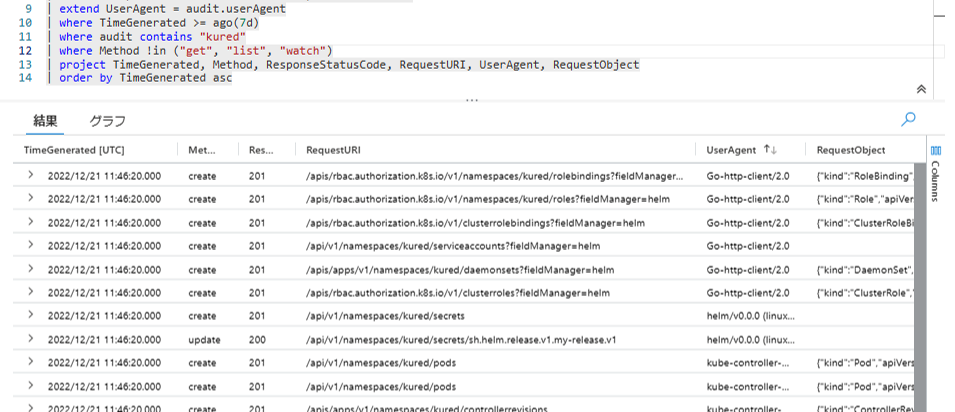 9 | extend UserAgent = audit.userAgent
10 | where TimeGenerated >= ago(7d)
11 | where audit contains "kured"
12 | where Method !in ("get", "list", "watch")
13 | project TimeGenerated, Method, ResponseStatusCode, RequestURI, UserAgent, RequestObject
14 | order by TimeGenerated asc
結果 グラフ
TimeGenerated [UTC] Met... Res... RequestURI UserAgent RequestObject
Columns
2022/12/21 11:46:20.000 create 201 /apis/rbac.authorization.k8s.io/v1/namespaces/kured/rolebindings?fieldManager... Go-http-client/2.0 {"kind":"RoleBinding",
2022/12/21 11:46:20.000 create 201 /apis/rbac.authorization.k8s.io/v1/namespaces/kured/roles?fieldManager=helm Go-http-client/2.0 {"kind":"Role","apiVer
2022/12/21 11:46:20.000 create 201 /apis/rbac.authorization.k8s.io/v1/clusterrolebindings?fieldManager=helm Go-http-client/2.0 {"kind":"ClusterRoleBi
2022/12/21 11:46:20.000 create 201 /api/v1/namespaces/kured/serviceaccounts?fieldManager=helm Go-http-client/2.0
2022/12/21 11:46:20.000 create 201 /apis/apps/v1/namespaces/kured/daemonsets?fieldManager=helm Go-http-client/2.0 {"kind":"DaemonSet",
2022/12/21 11:46:20.000 create 201 /apis/rbac.authorization.k8s.io/v1/clusterroles?fieldManager=helm Go-http-client/2.0 {"kind":"ClusterRole",
2022/12/21 11:46:20.000 create 201 /api/v1/namespaces/kured/secrets helm/v0.0.0 (linux...
2022/12/21 11:46:20.000 update 200 /api/v1/namespaces/kured/secrets/sh.helm.release.v1.my-release.v1 helm/v0.0.0 (linux...
2022/12/21 11:46:20.000 create 201 /api/v1/namespaces/kured/pods kube-controller-... {"kind":"Pod","apiVers
2022/12/21 11:46:20.000 create 201 /api/v1/namespaces/kured/pods kube-controller-... {"kind":"Pod","apiVers
2022/12/21 11:46:20.000 create 201 /apis/apps/v1/namespaces/kured/controllerrevisions kube-controller-... {"kind":"ControllerRev